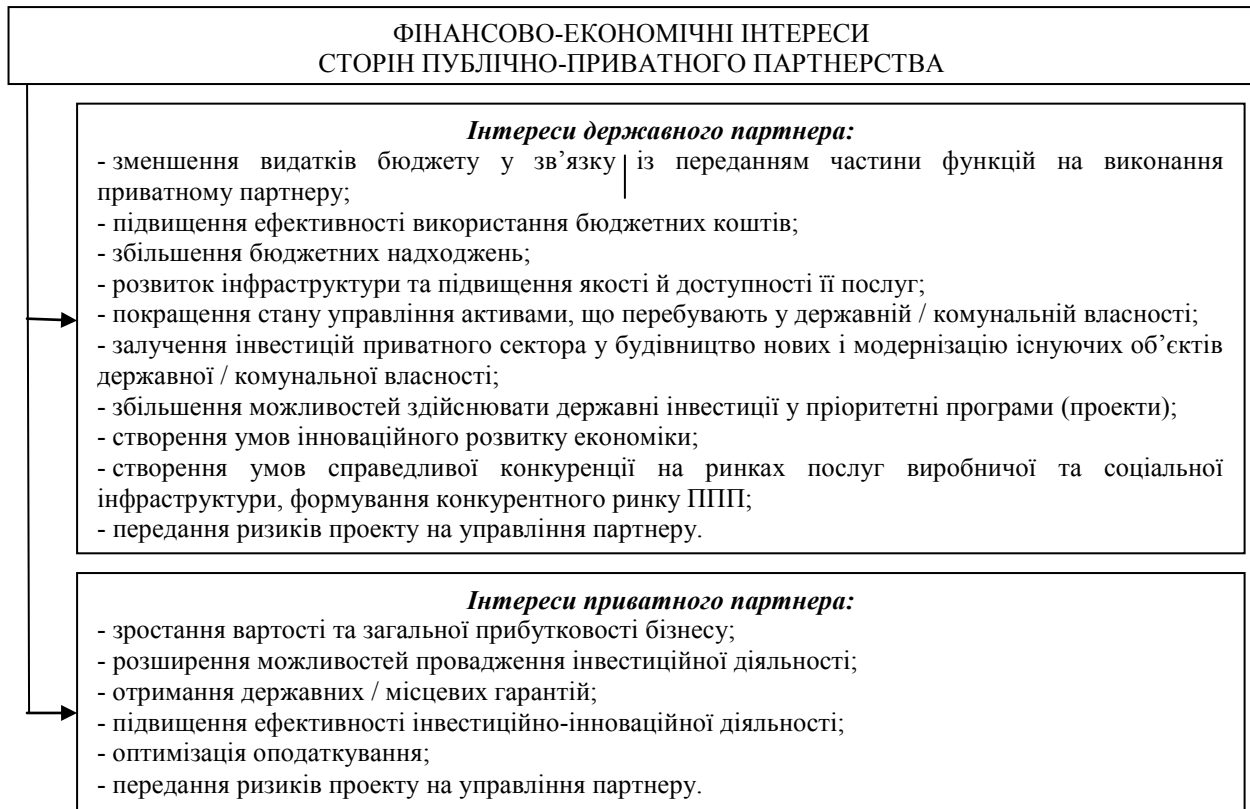 ФІНАНСОВО-ЕКОНОМІЧНІ ІНТЕРЕСИ
СТОРІН ПУБЛІЧНО-ПРИВАТНОГО ПАРТНЕРСТВА
Інтереси державного партнера:
- зменшення видатків бюджету у зв’язку із переданням частини функцій на виконання
приватному партнеру;
- підвищення ефективності використання бюджетних коштів;
- збільшення бюджетних надходжень;
- розвиток інфраструктури та підвищення якості й доступності її послуг;
- покращення стану управління активами, що перебувають у державній / комунальній власності;
- залучення інвестицій приватного сектора у будівництво нових і модернізацію існуючих об’єктів
державної / комунальної власності;
- збільшення можливостей здійснювати державні інвестиції у пріоритетні програми (проекти);
- створення умов інноваційного розвитку економіки;
- створення умов справедливої конкуренції на ринках послуг виробничої та соціальної
інфраструктури, формування конкурентного ринку ППП;
- передання ризиків проекту на управління партнеру.
Інтереси приватного партнера:
- зростання вартості та загальної прибутковості бізнесу;
- розширення можливостей провадження інвестиційної діяльності;
- отримання державних / місцевих гарантій;
- підвищення ефективності інвестиційно-інноваційної діяльності;
- оптимізація оподаткування;
- передання ризиків проекту на управління партнеру.